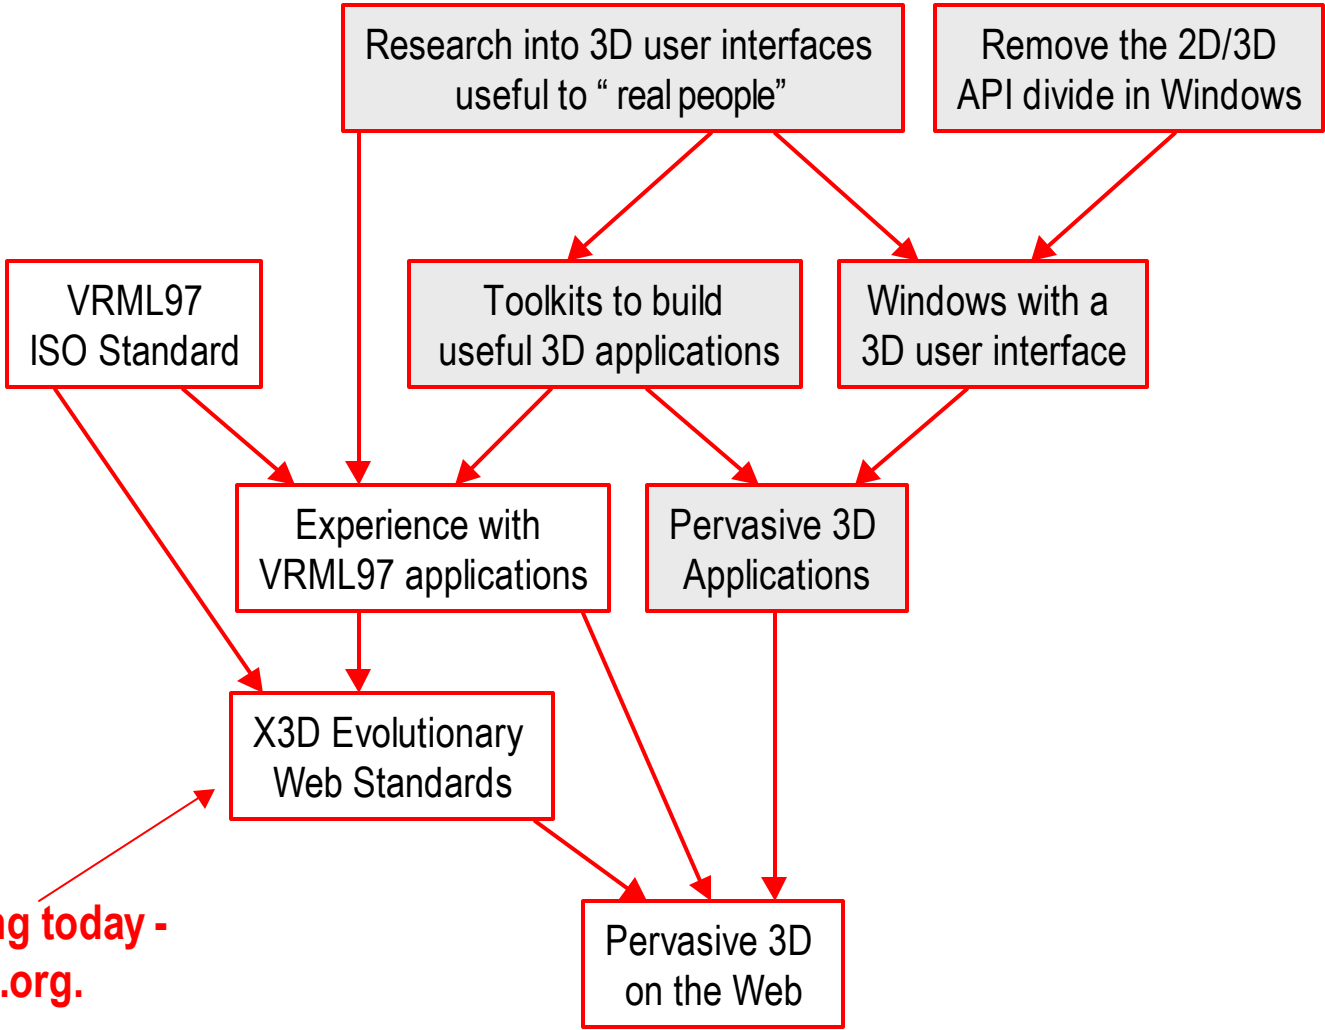 Research into 3D user interfaces
useful to “ real people”
Remove the 2D/3D
API divide in Windows
VRML97
ISO Standard
Toolkits to build
useful 3D applications
Windows with a
3D user interface
Experience with
VRML97 applications
Pervasive 3D
Applications
X3D Evolutionary
Web Standards
today -
.org.
Pervasive 3D
on the Web